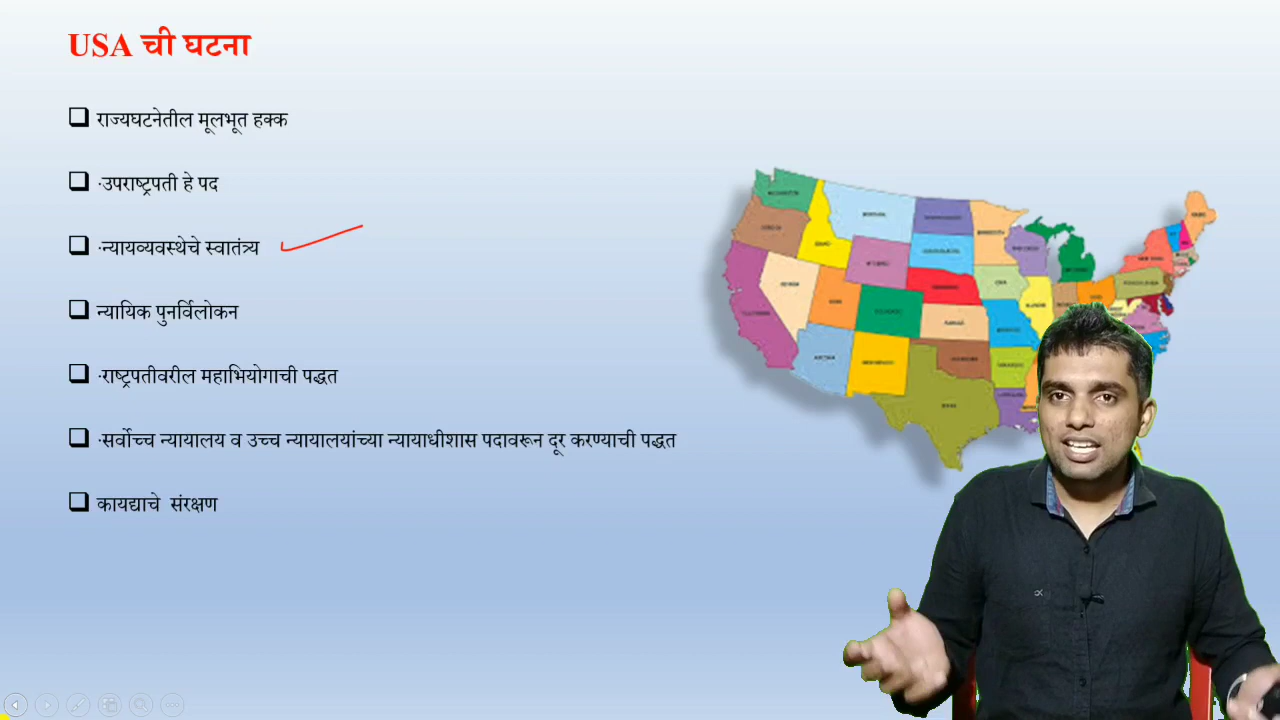 USA ची घटना
राज्यघटनेतील मूलभूत हक्क
·उपराष्ट्रपती हे पद
·न्यायव्यवस्थेचे स्वातंत्र्य
न्यायिक पुनर्विलोकन
·राष्ट्रपतीवरील महाभियोगाची पद्धत
·सर्वोच्च न्यायालय व उच्च न्यायालयांच्या न्यायाधीशास पदावरून दूर करण्याची पद्धत
कायद्याचे संरक्षण